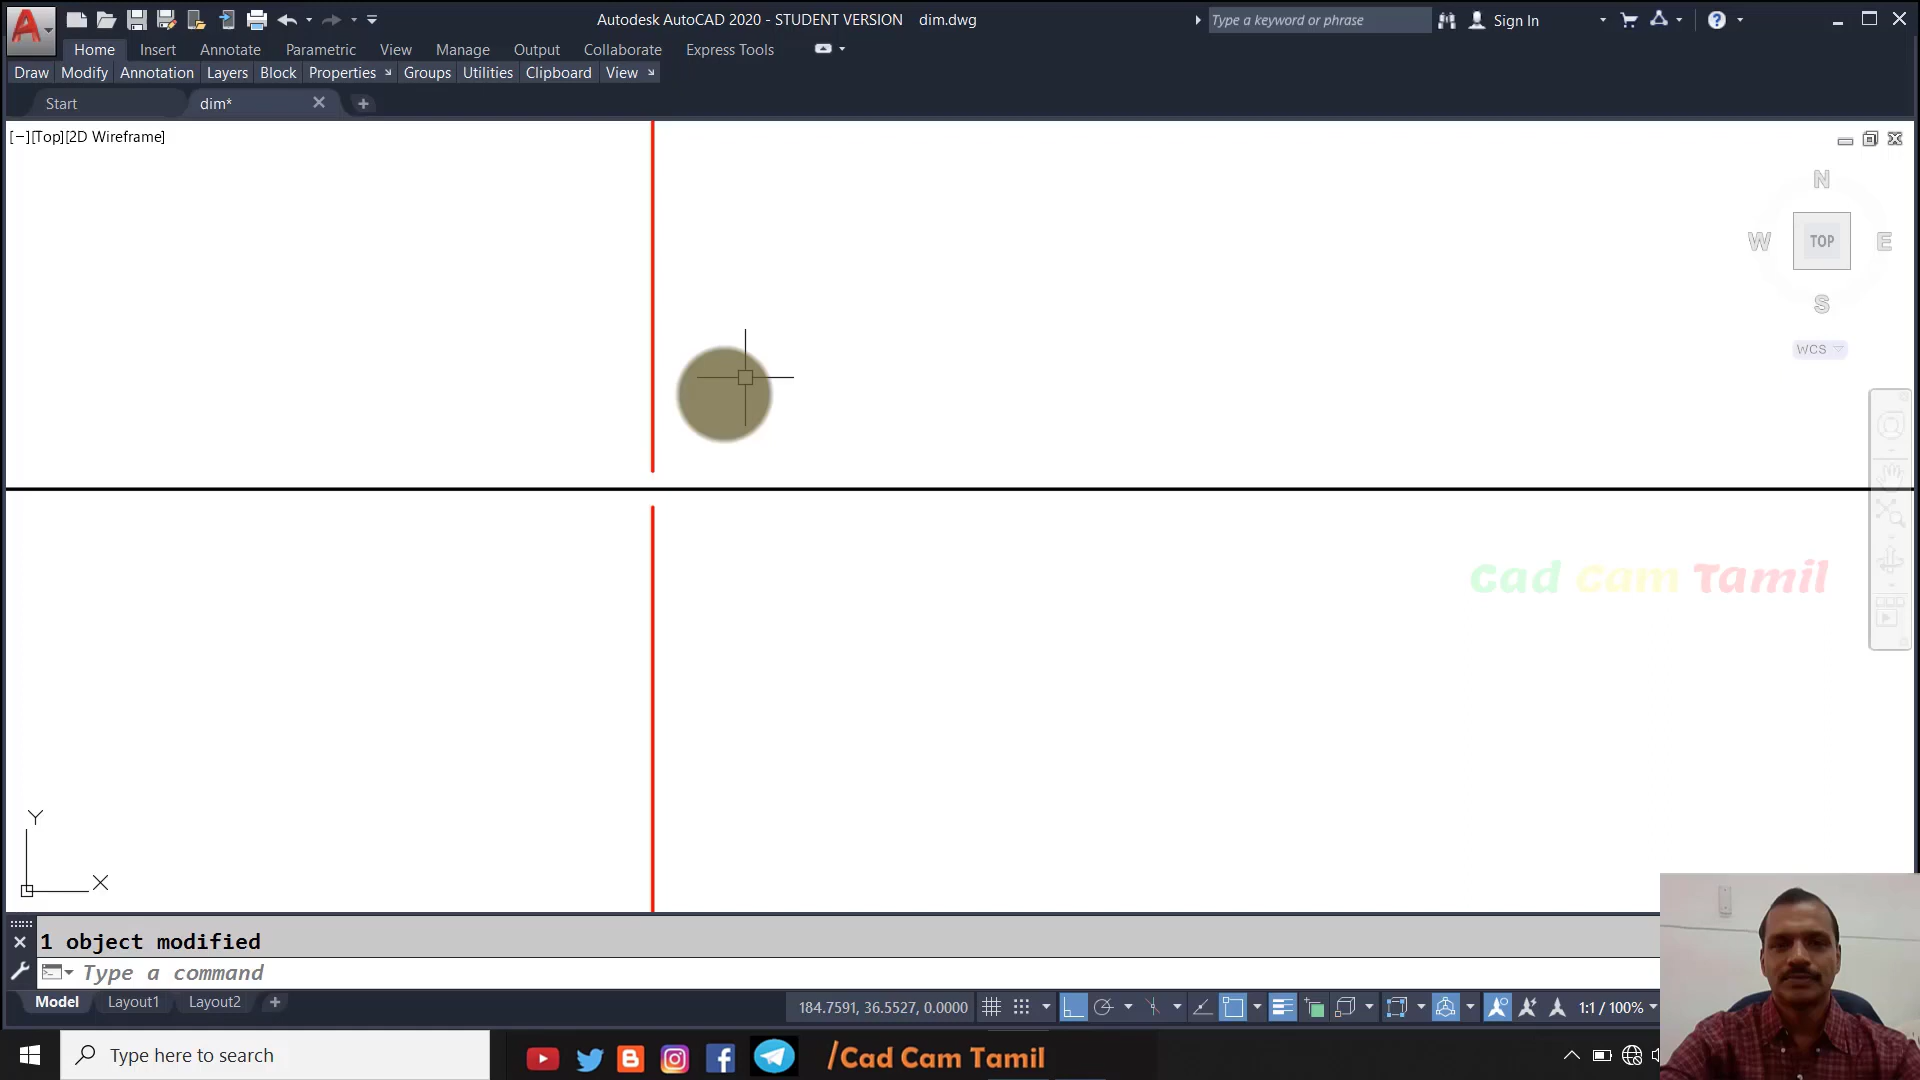 Autodesk AutoCAD 2020 - STUDENT VERSION dim.dwg
Type a keyword or phrase
Sign In
Home Insert Annotate Parametric View Manage Output Collaborate Express Tools
Draw Modify Annotation Layers Block Properties Groups Utilities Clipboard View
Start
dim*
[−][Top][2D Wireframe]
N
W TOP E
S
WCS
Cad Cam Tamil
Y
X
1 object modified
Type a command
Model Layout1 Layout2
184.7591, 36.5527, 0.0000
1:1 / 100%
Type here to search
/Cad Cam Tamil